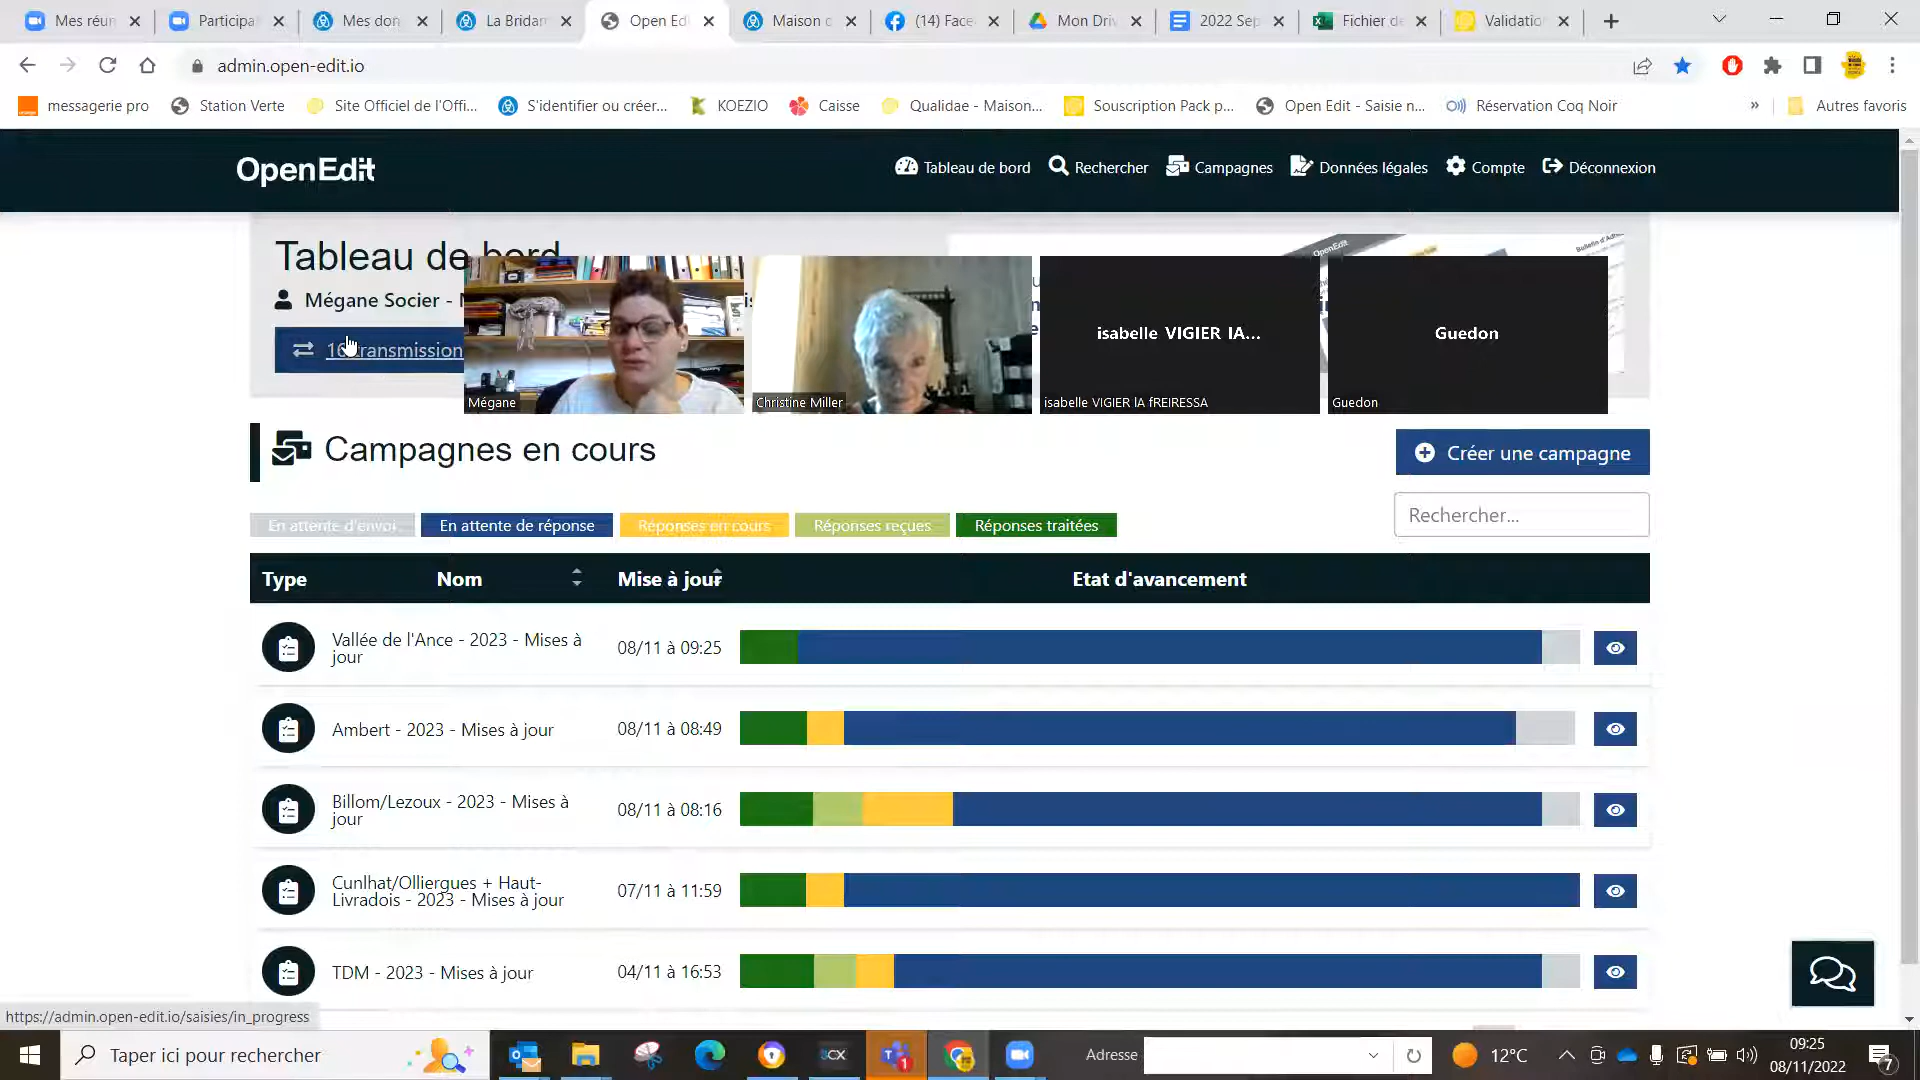 Mes réun
Participa
Mes don
La Bridan
Open Edi
Maison d
(14) Face
Mon Driv
2022 Sep
Fichier de
Validatio
admin.open-edit.io
messagerie pro
Station Verte
Site Officiel de l'Offi...
S'identifier ou créer...
KOEZIO
Caisse
Qualidae - Maison...
Souscription Pack p...
Open Edit - Saisie n...
Réservation Coq Noir
»
Autres favoris
OpenEdit
Tableau de bord
Rechercher
Campagnes
Données légales
Compte
Déconnexion
Tableau de bord
Mégane Socier -
16 transmission
Mégane
Christine Miller
isabelle VIGIER lA...
isabelle VIGIER lA fREIRESSA
Guedon
Guedon
Campagnes en cours
Créer une campagne
En attente d'envoi
En attente de réponse
Réponses en cours
Réponses reçues
Réponses traitées
Rechercher...
Type
Nom
Mise à jour
Etat d'avancement
Vallée de l'Ance - 2023 - Mises à
jour
08/11 à 09:25
Ambert - 2023 - Mises à jour
08/11 à 08:49
Billom/Lezoux - 2023 - Mises à
jour
08/11 à 08:16
Cunlhat/Olliergues + Haut-
Livradois - 2023 - Mises à jour
07/11 à 11:59
TDM - 2023 - Mises à jour
04/11 à 16:53
https://admin.open-edit.io/saisies/in_progress
Taper ici pour rechercher
Adresse
12°C
09:25
08/11/2022
7